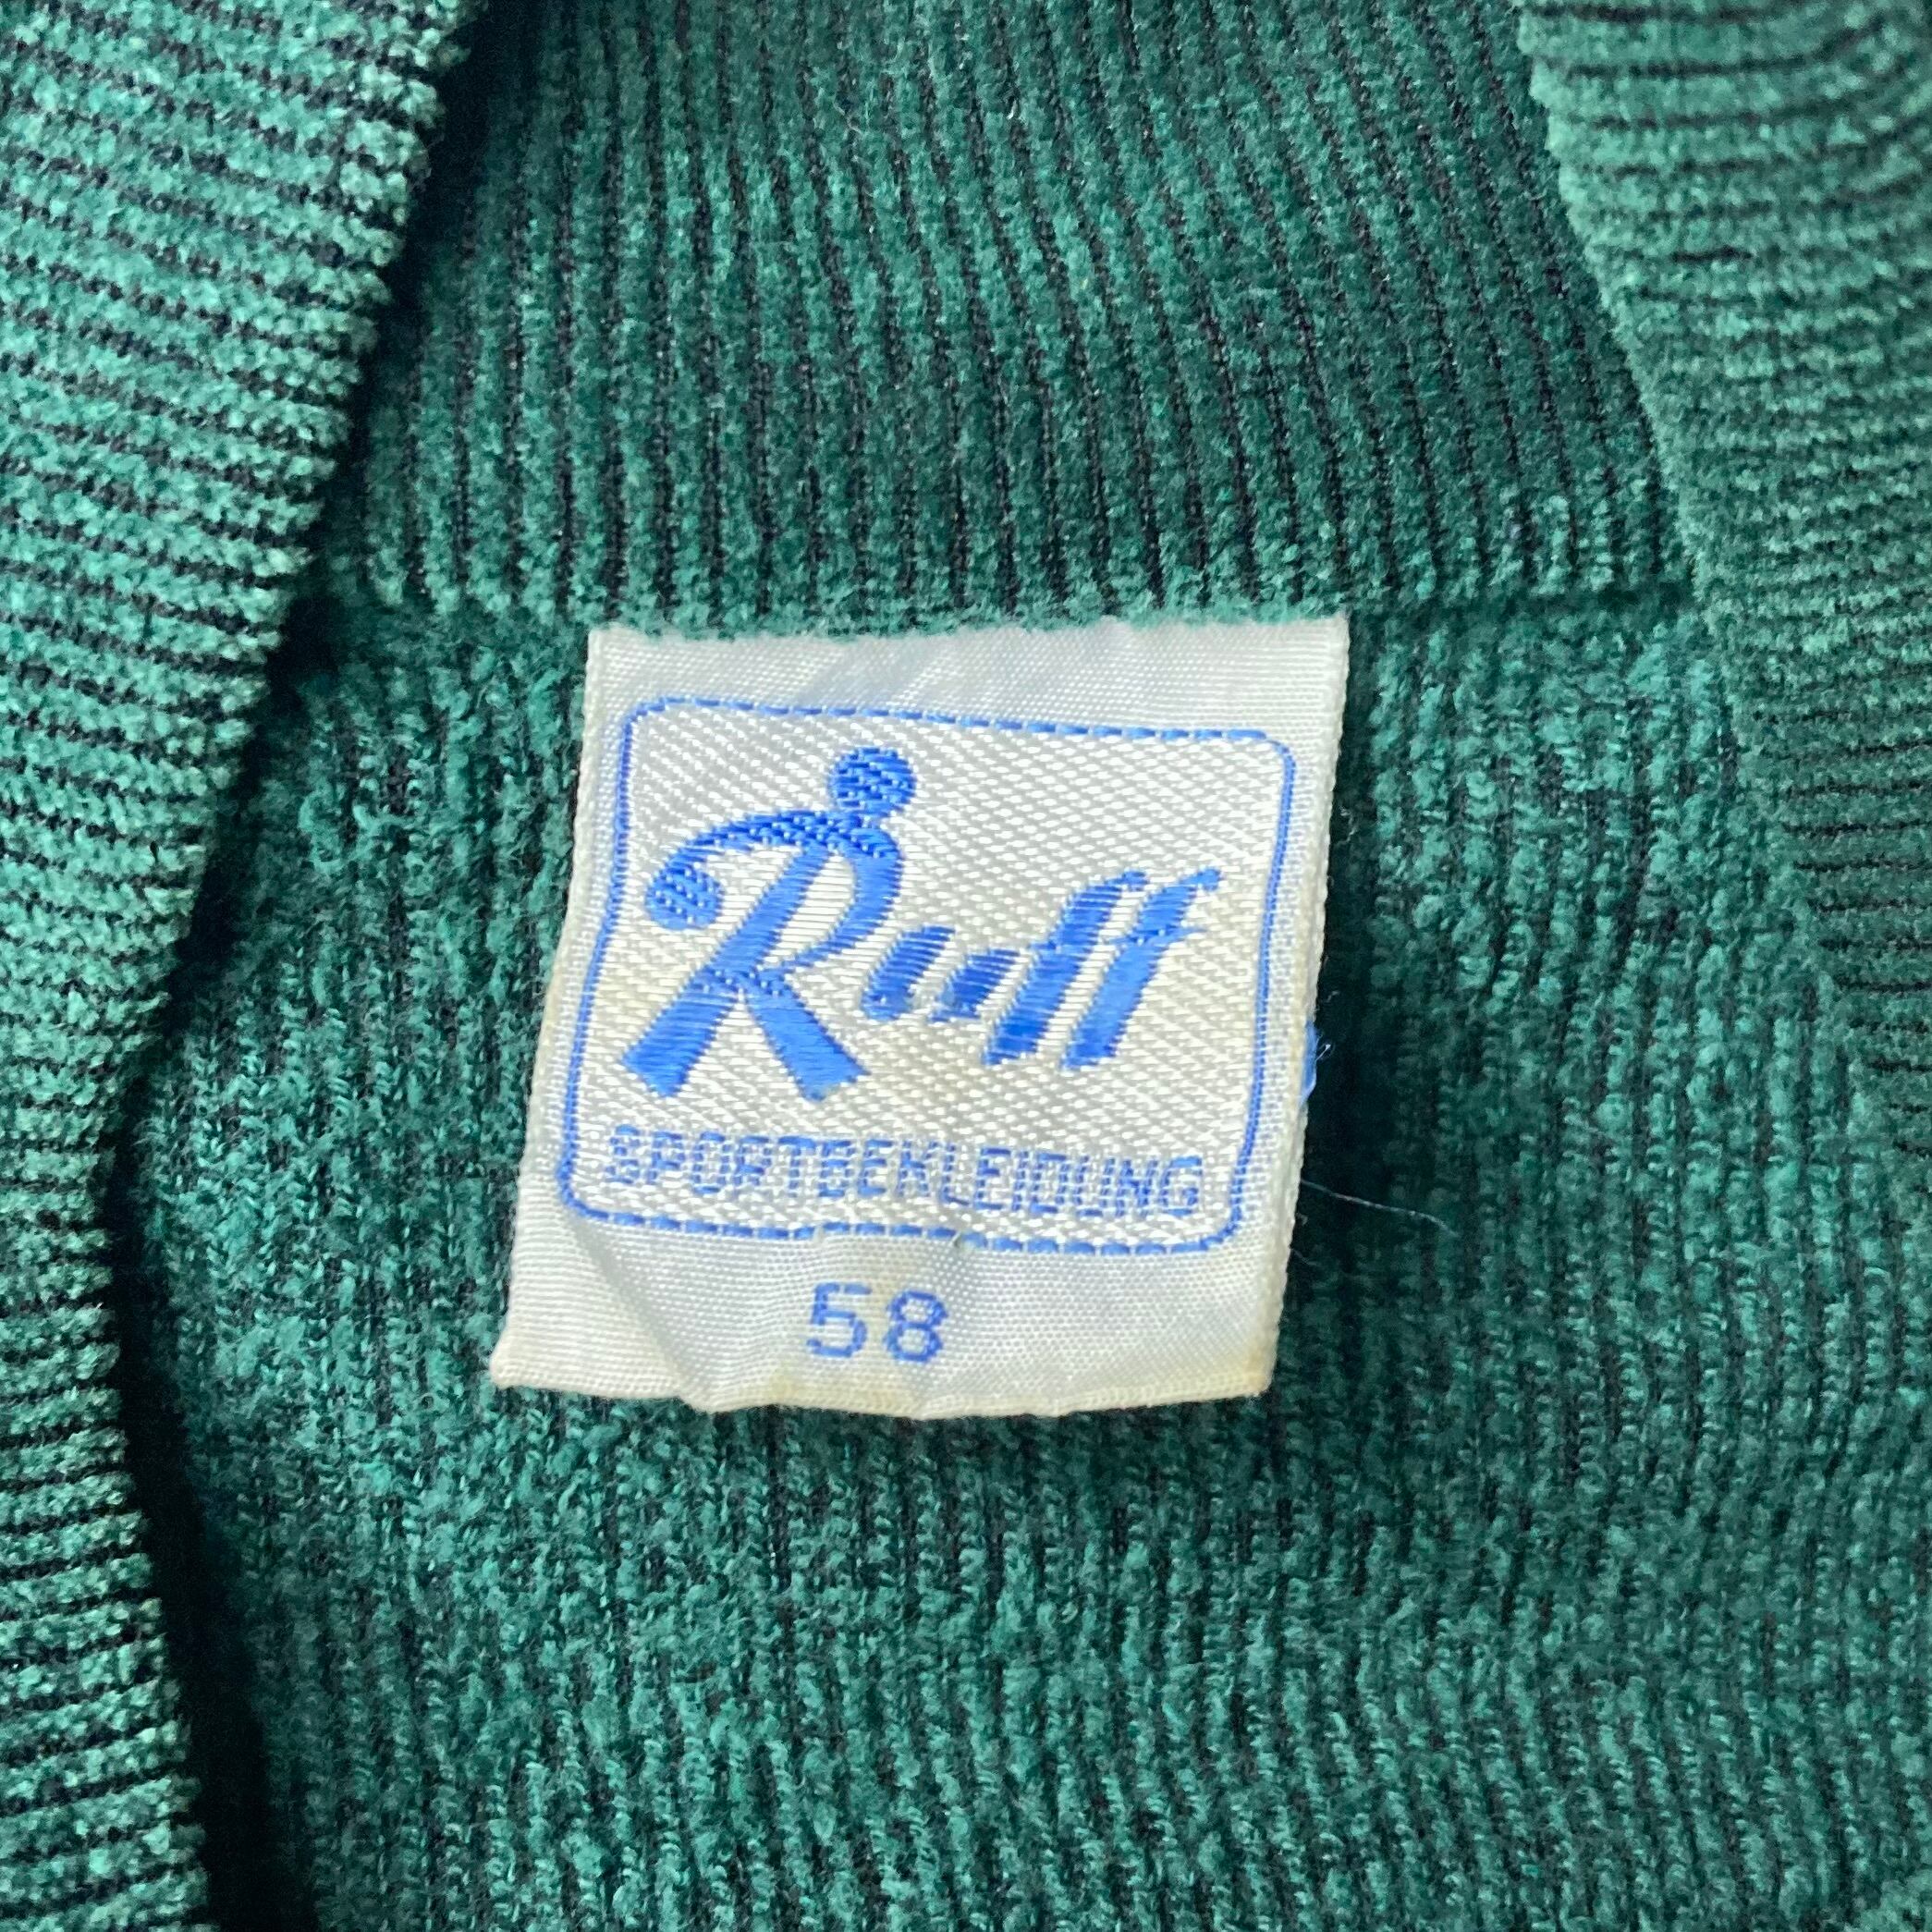 Ruff
SPORTBEKLEIDUNG
58